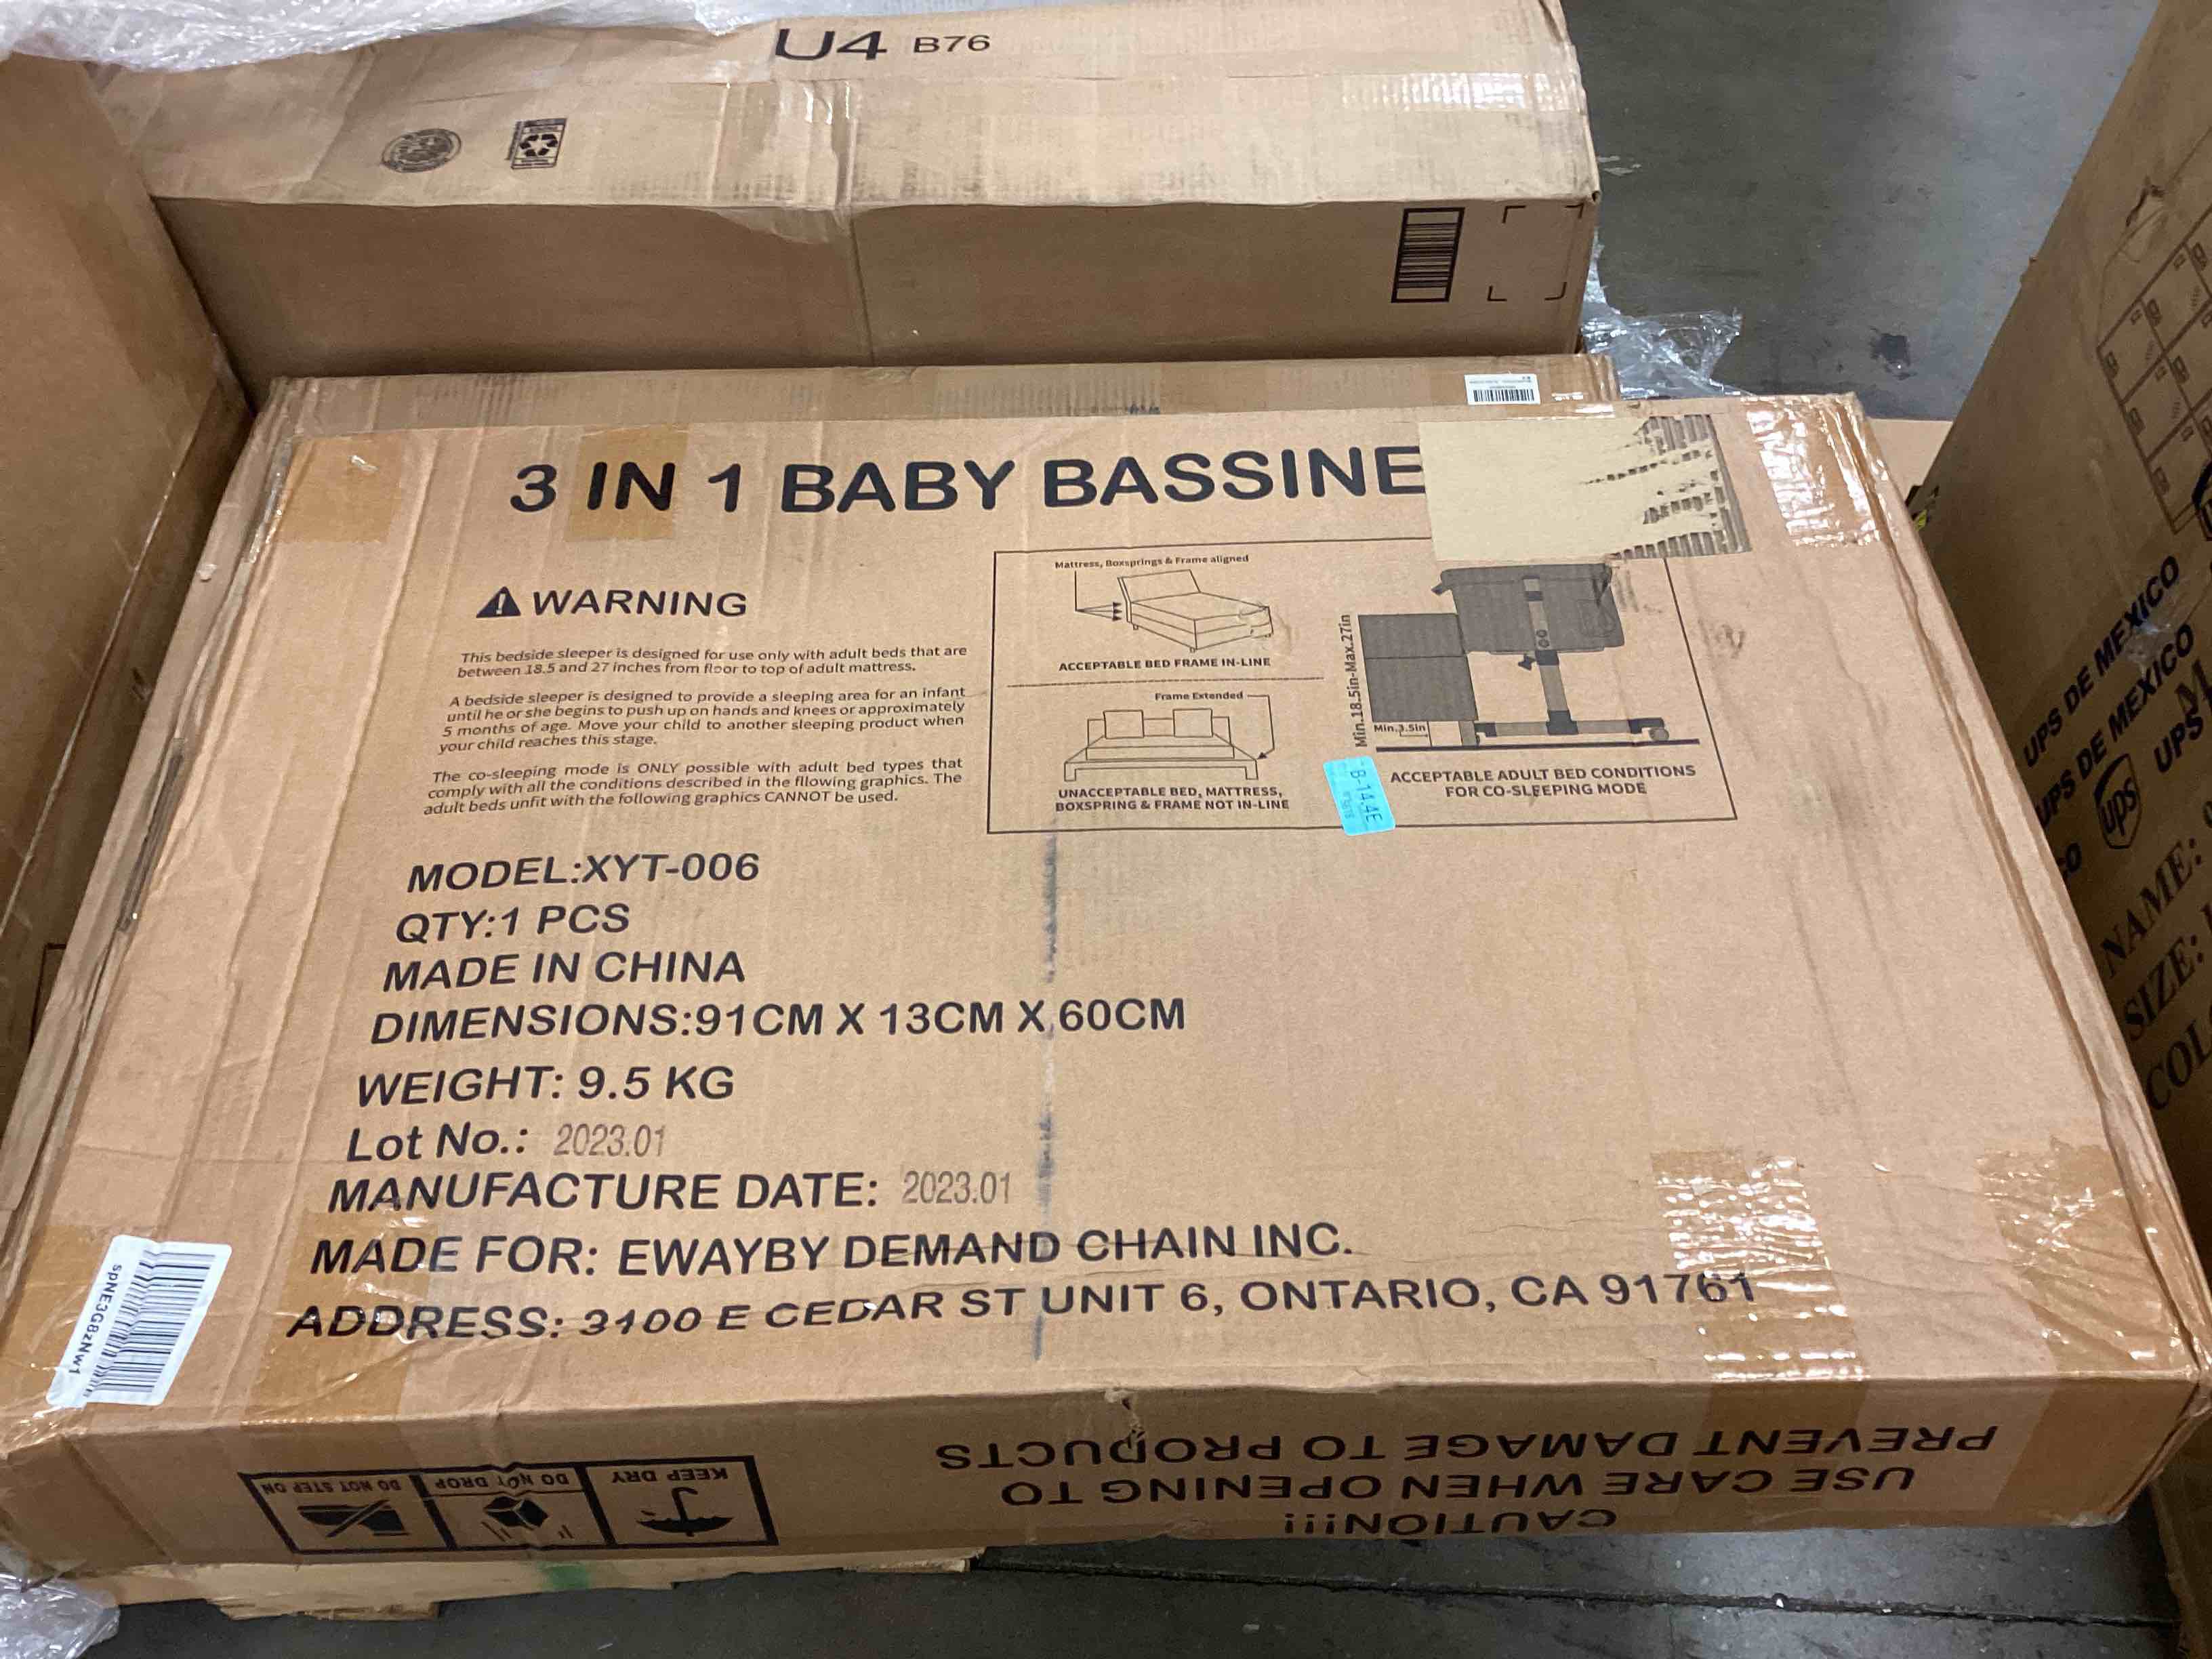 U4 B76
3 IN 1 BABY BASSINE
WARNING
This bedside sleeper is designed for use only with adult beds that are
between 18.5 and 27 inches from floor to top of adult mattress.
A bedside sleeper is designed to provide a sleeping area for an infant
until he or she begins to push up on hands and knees or approximately
5 months of age. Move your child to another sleeping product when
your child reaches this stage.
The co-sleeping mode is ONLY possible with adult bed types that
comply with all the conditions described in the fllowing graphics. The
adult beds unfit with the following graphics CANNOT be used.
Mattress, Boxsprings & Frame aligned
ACCEPTABLE BED FRAME IN-LINE
Frame Extended
UNACCEPTABLE BED, MATTRESS,
BOXSPRING & FRAME NOT IN-LINE
Min.18.5in-Max.27in
Min.3.5in
ACCEPTABLE ADULT BED CONDITIONS
FOR CO-SLEEPING MODE
B-14.4E
MODEL:XYT-006
QTY:1 PCS
MADE IN CHINA
DIMENSIONS:91CM X 13CM X 60CM
WEIGHT: 9.5 KG
Lot No.: 2023.01
MANUFACTURE DATE: 2023.01
MADE FOR: EWAYBY DEMAND CHAIN INC.
ADDRESS: 3100 E CEDAR ST UNIT 6, ONTARIO, CA 91761
spNE3G8zNw1
CAUTION!!!
USE CARE WHEN OPENING TO
PREVENT DAMAGE TO PRODUCTS
KEEP DRY
DO NOT DROP
DO NOT STEP ON
UPS DE MEXICO
UPS DE MEXICO
UPS
ups
NAME:
SIZE:
COL